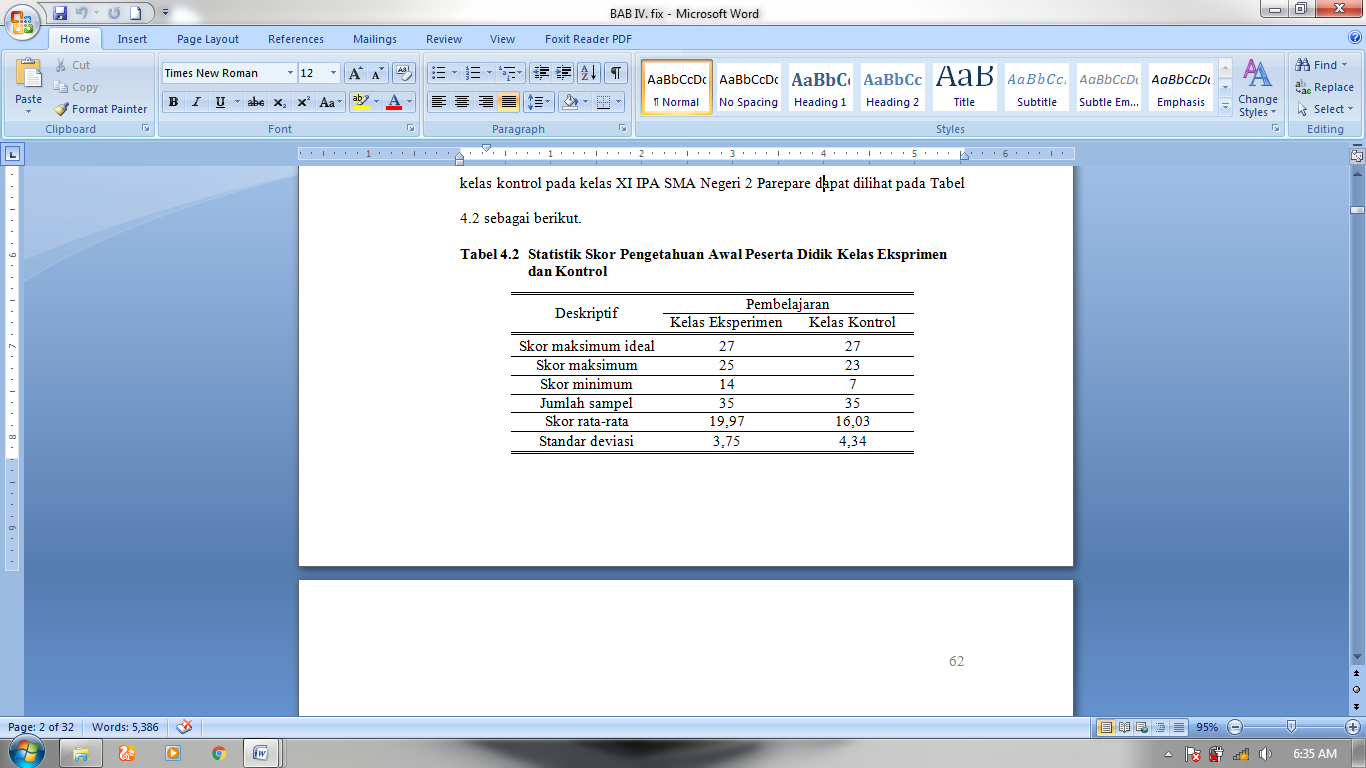 BAB IV. fix - Microsoft Word
Home Insert Page Layout References Mailings Review View Foxit Reader PDF
Paste
Cut
Copy
Format Painter
Clipboard
Times New Roman 12
Font
Paragraph
AaBbCcDc AaBbCcDc AaBbC AaBbCc AaB AaBbCc. AaBbCcDc AaBbCcDc
¶ Normal No Spacing Heading 1 Heading 2 Title Subtitle Subtle Em... Emphasis
Change Styles
Styles
Find
Replace
Select
Editing
kelas kontrol pada kelas XI IPA SMA Negeri 2 Parepare dapat dilihat pada Tabel
4.2 sebagai berikut.
Tabel 4.2 Statistik Skor Pengetahuan Awal Peserta Didik Kelas Eksprimen
dan Kontrol
Deskriptif Pembelajaran
Kelas Eksperimen Kelas Kontrol
Skor maksimum ideal 27 27
Skor maksimum 25 23
Skor minimum 14 7
Jumlah sampel 35 35
Skor rata-rata 19,97 16,03
Standar deviasi 3,75 4,34
62
Page: 2 of 32 Words: 5,386 95%
6:35 AM